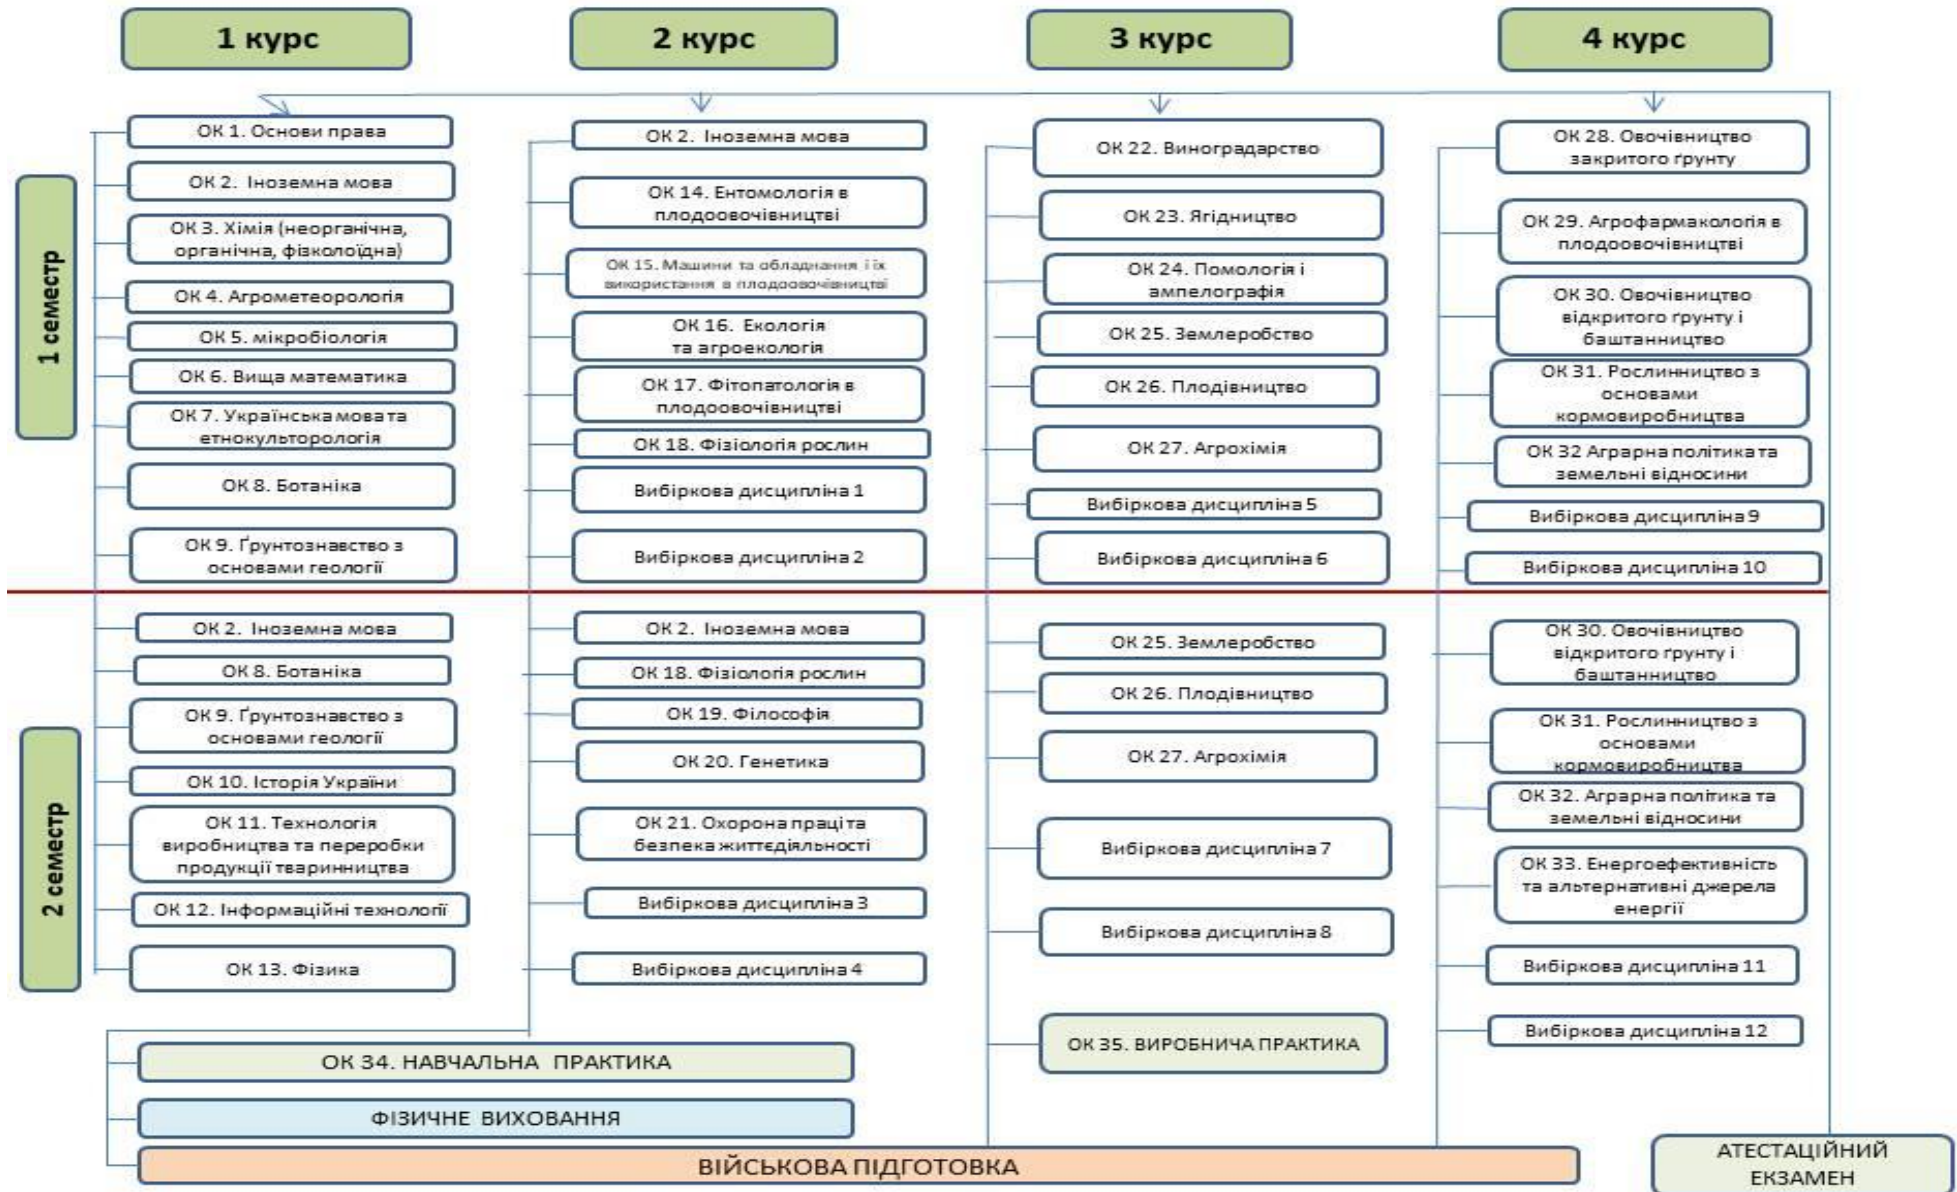 1 курс
2 курс
3 курс
4 курс
1 семестр
ОК 1. Основи права
ОК 2. Іноземна мова
ОК 3. Хімія (неорганічна,
органічна, фізколоїдна)
ОК 4. Агрометеорологія
ОК 5. мікробіологія
ОК 6. Вища математика
ОК 7. Українська мова та
етнокульторологія
ОК 8. Ботаніка
ОК 9. Ґрунтознавство з
основами геології
ОК 2. Іноземна мова
ОК 14. Ентомологія в
плодоовочівництві
ОК 15. Машини та обладнання і їх
використання в плодоовочівництві
ОК 16. Екологія
та агроекологія
ОК 17. Фітопатологія в
плодоовочівництві
ОК 18. Фізіологія рослин
Вибіркова дисципліна 1
Вибіркова дисципліна 2
ОК 22. Виноградарство
ОК 23. Ягідництво
ОК 24. Помологія і
ампелографія
ОК 25. Землеробство
ОК 26. Плодівництво
ОК 27. Агрохімія
Вибіркова дисципліна 5
Вибіркова дисципліна 6
ОК 28. Овочівництво
закритого ґрунту
ОК 29. Агрофармакологія в
плодоовочівництві
ОК 30. Овочівництво
відкритого ґрунту і
баштанництво
ОК 31. Рослинництво з
основами
кормовиробництва
ОК 32 Аграрна політика та
земельні відносини
Вибіркова дисципліна 9
Вибіркова дисципліна 10
2 семестр
ОК 2. Іноземна мова
ОК 8. Ботаніка
ОК 9. Ґрунтознавство з
основами геології
ОК 10. Історія України
ОК 11. Технологія
виробництва та переробки
продукції тваринництва
ОК 12. Інформаційні технології
ОК 13. Фізика
ОК 2. Іноземна мова
ОК 18. Фізіологія рослин
ОК 19. Філософія
ОК 20. Генетика
ОК 21. Охорона праці та
безпека життєдіяльності
Вибіркова дисципліна 3
Вибіркова дисципліна 4
ОК 25. Землеробство
ОК 26. Плодівництво
ОК 27. Агрохімія
Вибіркова дисципліна 7
Вибіркова дисципліна 8
ОК 35. ВИРОБНИЧА ПРАКТИКА
ОК 30. Овочівництво
відкритого ґрунту і
баштанництво
ОК 31. Рослинництво з
основами
кормовиробництва
ОК 32. Аграрна політика та
земельні відносини
ОК 33. Енергоефективність
та альтернативні джерела
енергії
Вибіркова дисципліна 11
Вибіркова дисципліна 12
ОК 34. НАВЧАЛЬНА ПРАКТИКА
ФІЗИЧНЕ ВИХОВАННЯ
ВІЙСЬКОВА ПІДГОТОВКА
АТЕСТАЦІЙНИЙ
ЕКЗАМЕН